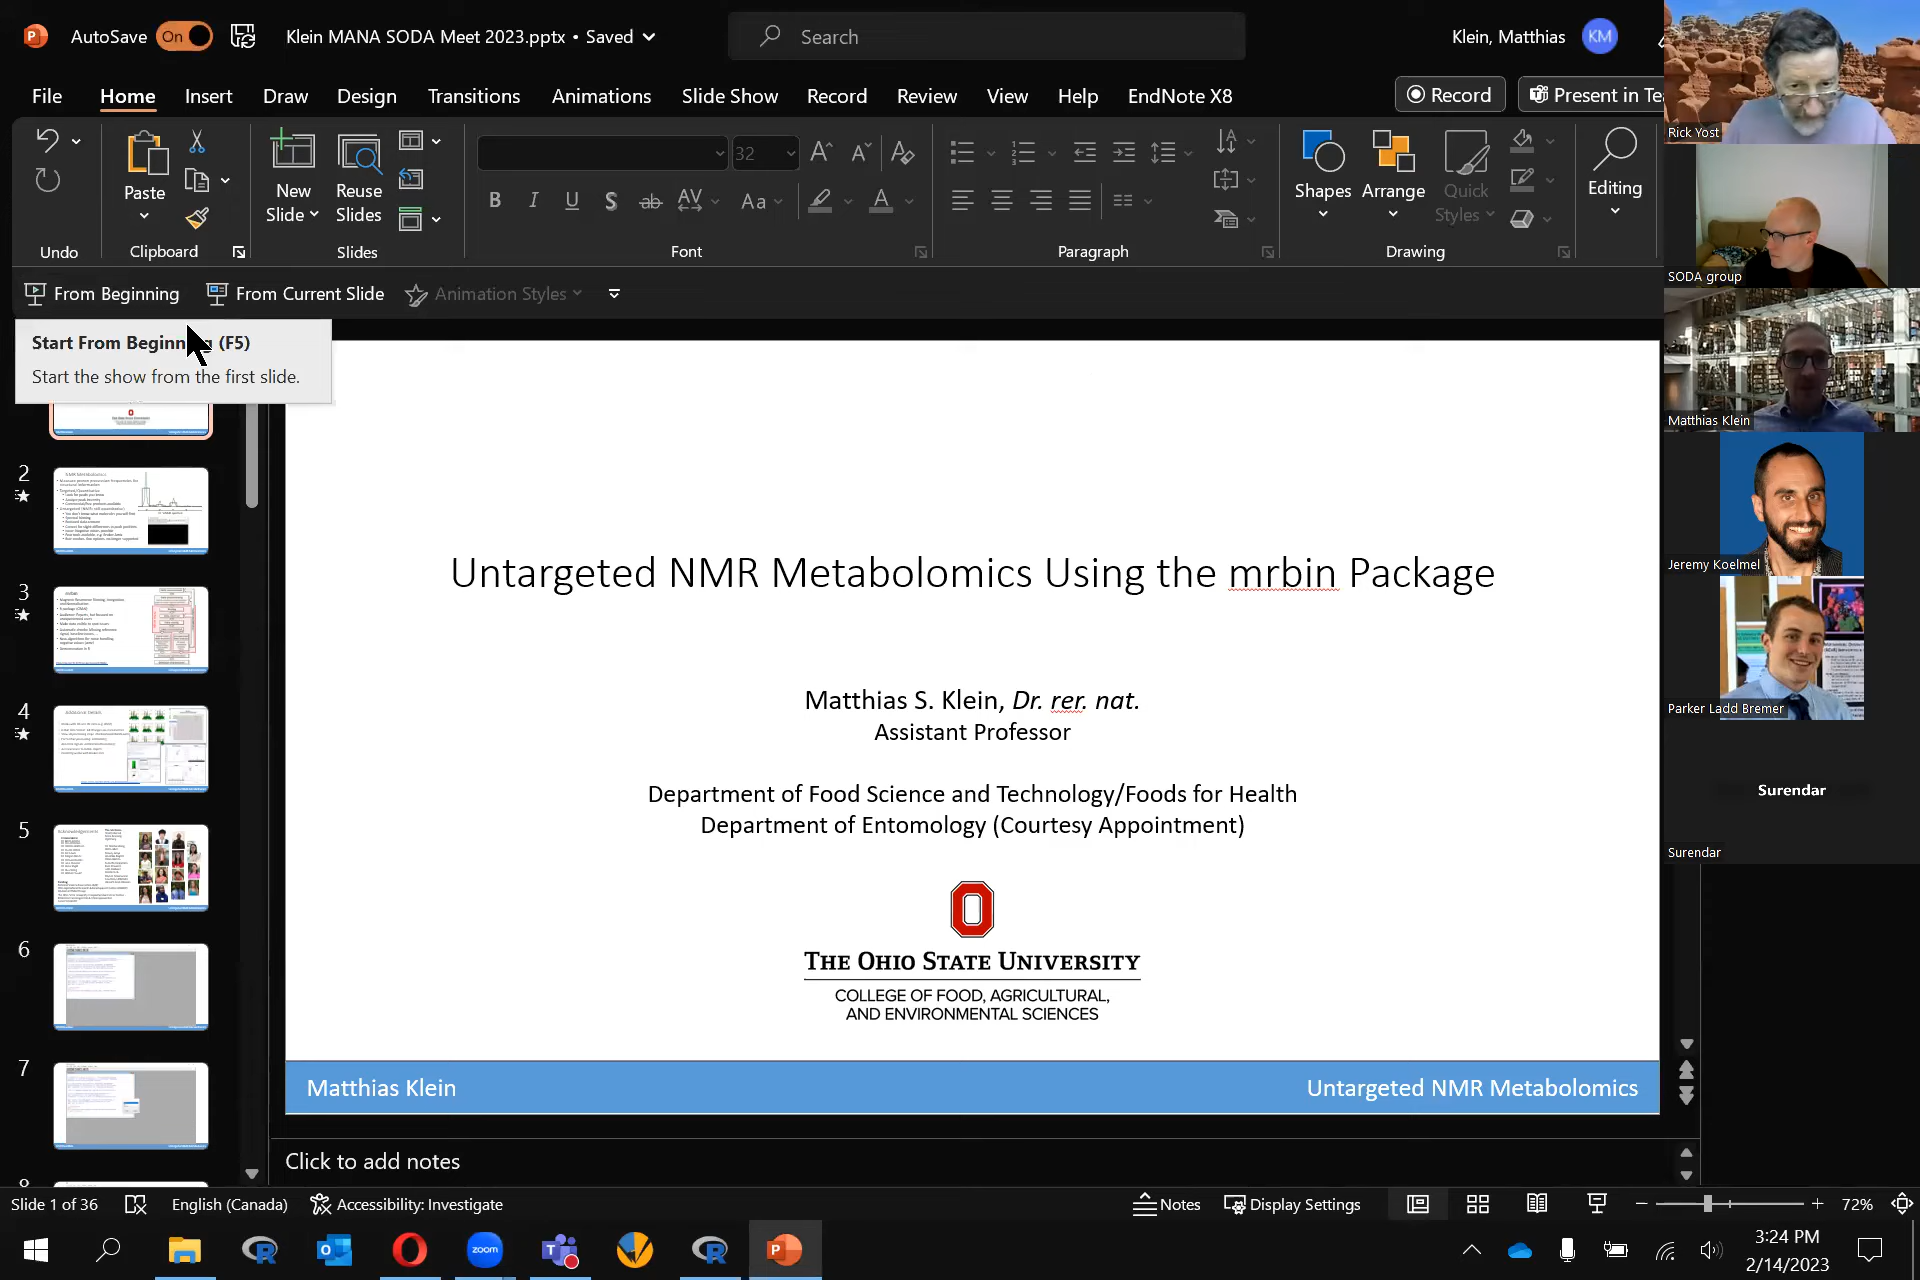 AutoSave On Klein MANA SODA Meet 2023.pptx • Saved Search Klein, Matthias KM
File Home Insert Draw Design Transitions Animations Slide Show Record Review View Help EndNote X8 Record Present in Tea
Undo
Paste
Clipboard
New
Slide
Reuse
Slides
Slides
32
B I U S ab AV Aa A
Font
Paragraph
Shapes
Arrange
Quick
Styles
Drawing
Editing
From Beginning From Current Slide Animation Styles
Start From Beginning (F5)
Start the show from the first slide.
2
3
4
5
6
7
8
Untargeted NMR Metabolomics Using the mrbin Package
Matthias S. Klein, Dr. rer. nat.
Assistant Professor
Department of Food Science and Technology/Foods for Health
Department of Entomology (Courtesy Appointment)
THE OHIO STATE UNIVERSITY
COLLEGE OF FOOD, AGRICULTURAL,
AND ENVIRONMENTAL SCIENCES
Matthias Klein Untargeted NMR Metabolomics
Click to add notes
Rick Yost
SODA group
Matthias Klein
Jeremy Koelmel
Parker Ladd Bremer
Surendar
Surendar
Slide 1 of 36 English (Canada) Accessibility: Investigate Notes Display Settings 72%
zoom
3:24 PM
2/14/2023